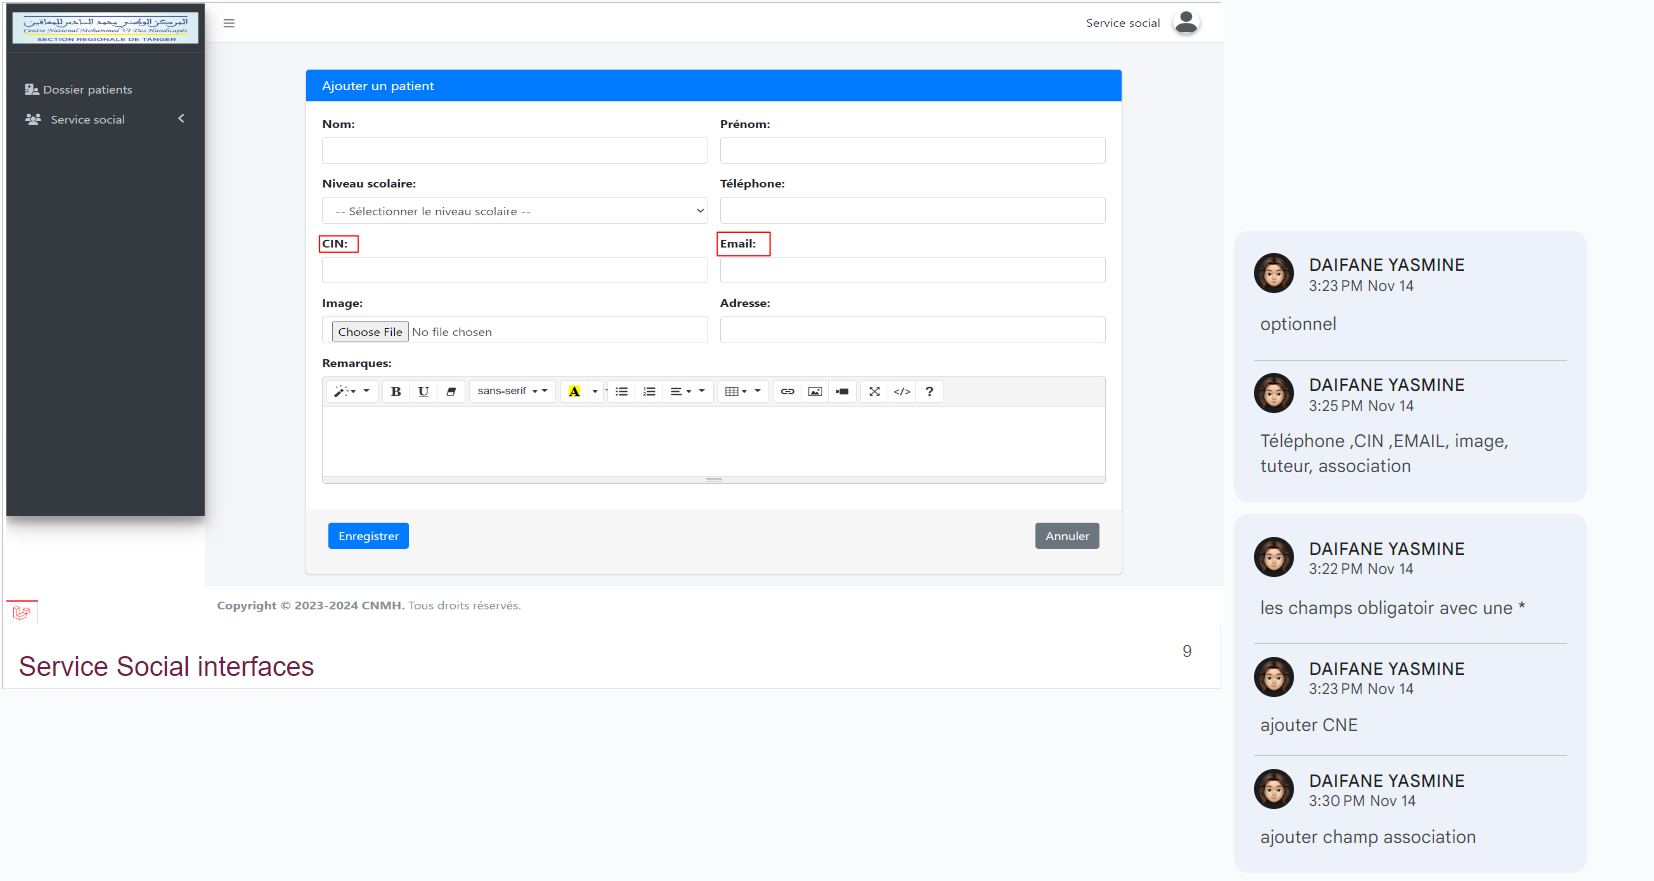 المركز الوطني محمد السادس للمعاقين
Centre National Mohammed VI Des Handicapés
SECTION REGIONALE DE TANGER
Service social
Dossier patients
Service social
Ajouter un patient
Nom:
Prénom:
Niveau scolaire:
Téléphone:
-- Sélectionner le niveau scolaire --
CIN:
Email:
Image:
Adresse:
Choose File No file chosen
Remarques:
B U sans-serif A </> ?
Enregistrer
Annuler
Copyright © 2023-2024 CNMH. Tous droits réservés.
Service Social interfaces
9
DAIFANE YASMINE
3:23 PM Nov 14
optionnel
DAIFANE YASMINE
3:25 PM Nov 14
Téléphone ,CIN ,EMAIL, image,
tuteur, association
DAIFANE YASMINE
3:22 PM Nov 14
les champs obligatoir avec une *
DAIFANE YASMINE
3:23 PM Nov 14
ajouter CNE
DAIFANE YASMINE
3:30 PM Nov 14
ajouter champ association